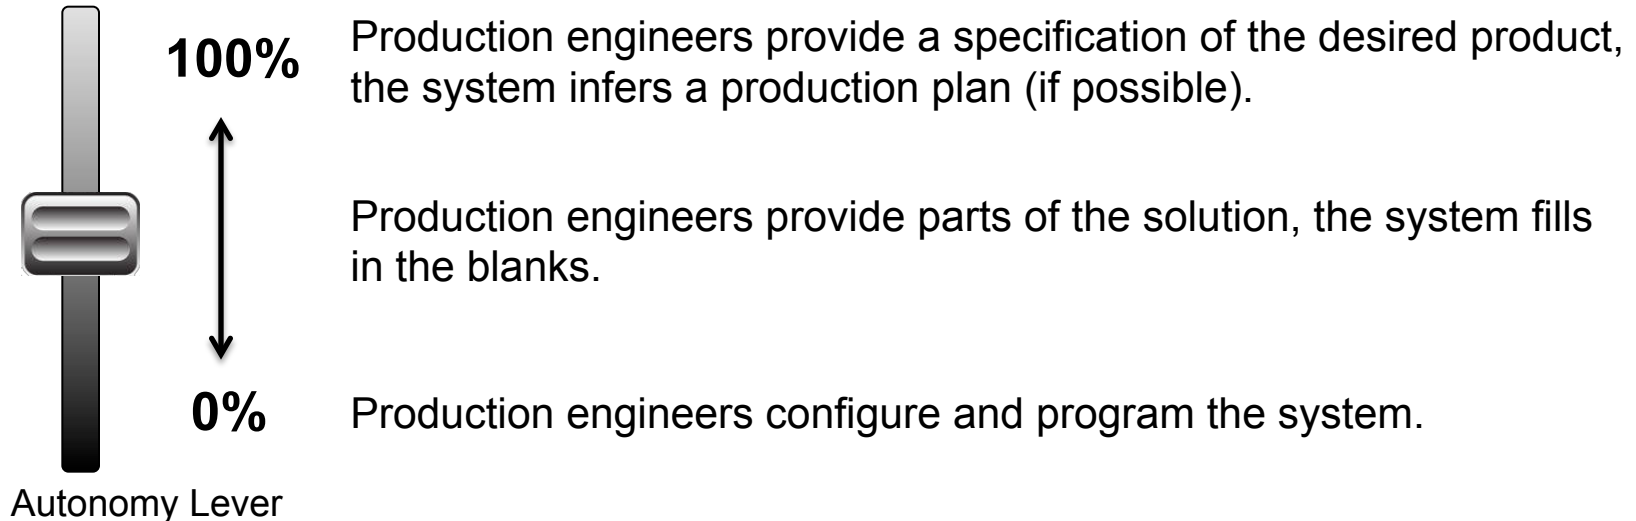 100%
Production engineers provide a specification of the desired product,
the system infers a production plan (if possible).
Production engineers provide parts of the solution, the system fills
in the blanks.
0%
Production engineers configure and program the system.
Autonomy Lever